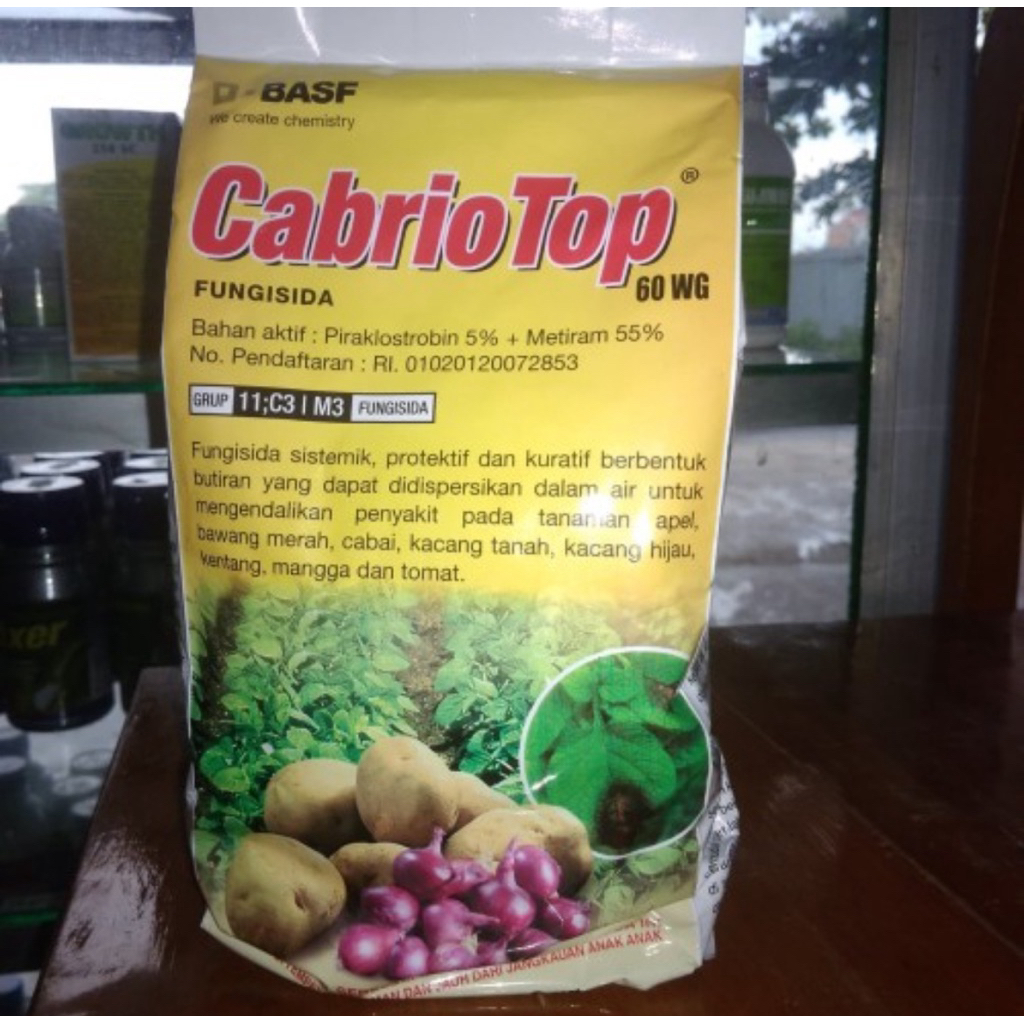 BASF
We create chemistry
CabrioTop®
60 WG
FUNGISIDA
Bahan aktif : Piraklostrobin 5% + Metiram 55%
No. Pendaftaran : RI. 01020120072853
GRUP 11;C3 | M3 FUNGISIDA
Fungisida sistemik, protektif dan kuratif berbentuk
butiran yang dapat didispersikan dalam air untuk
mengendalikan penyakit pada tanaman apel,
bawang merah, cabai, kacang tanah, kacang hijau,
kentang, mangga dan tomat.
DAN JAUH DARI JANGKAUAN ANAK ANAK
GROWTH
xer